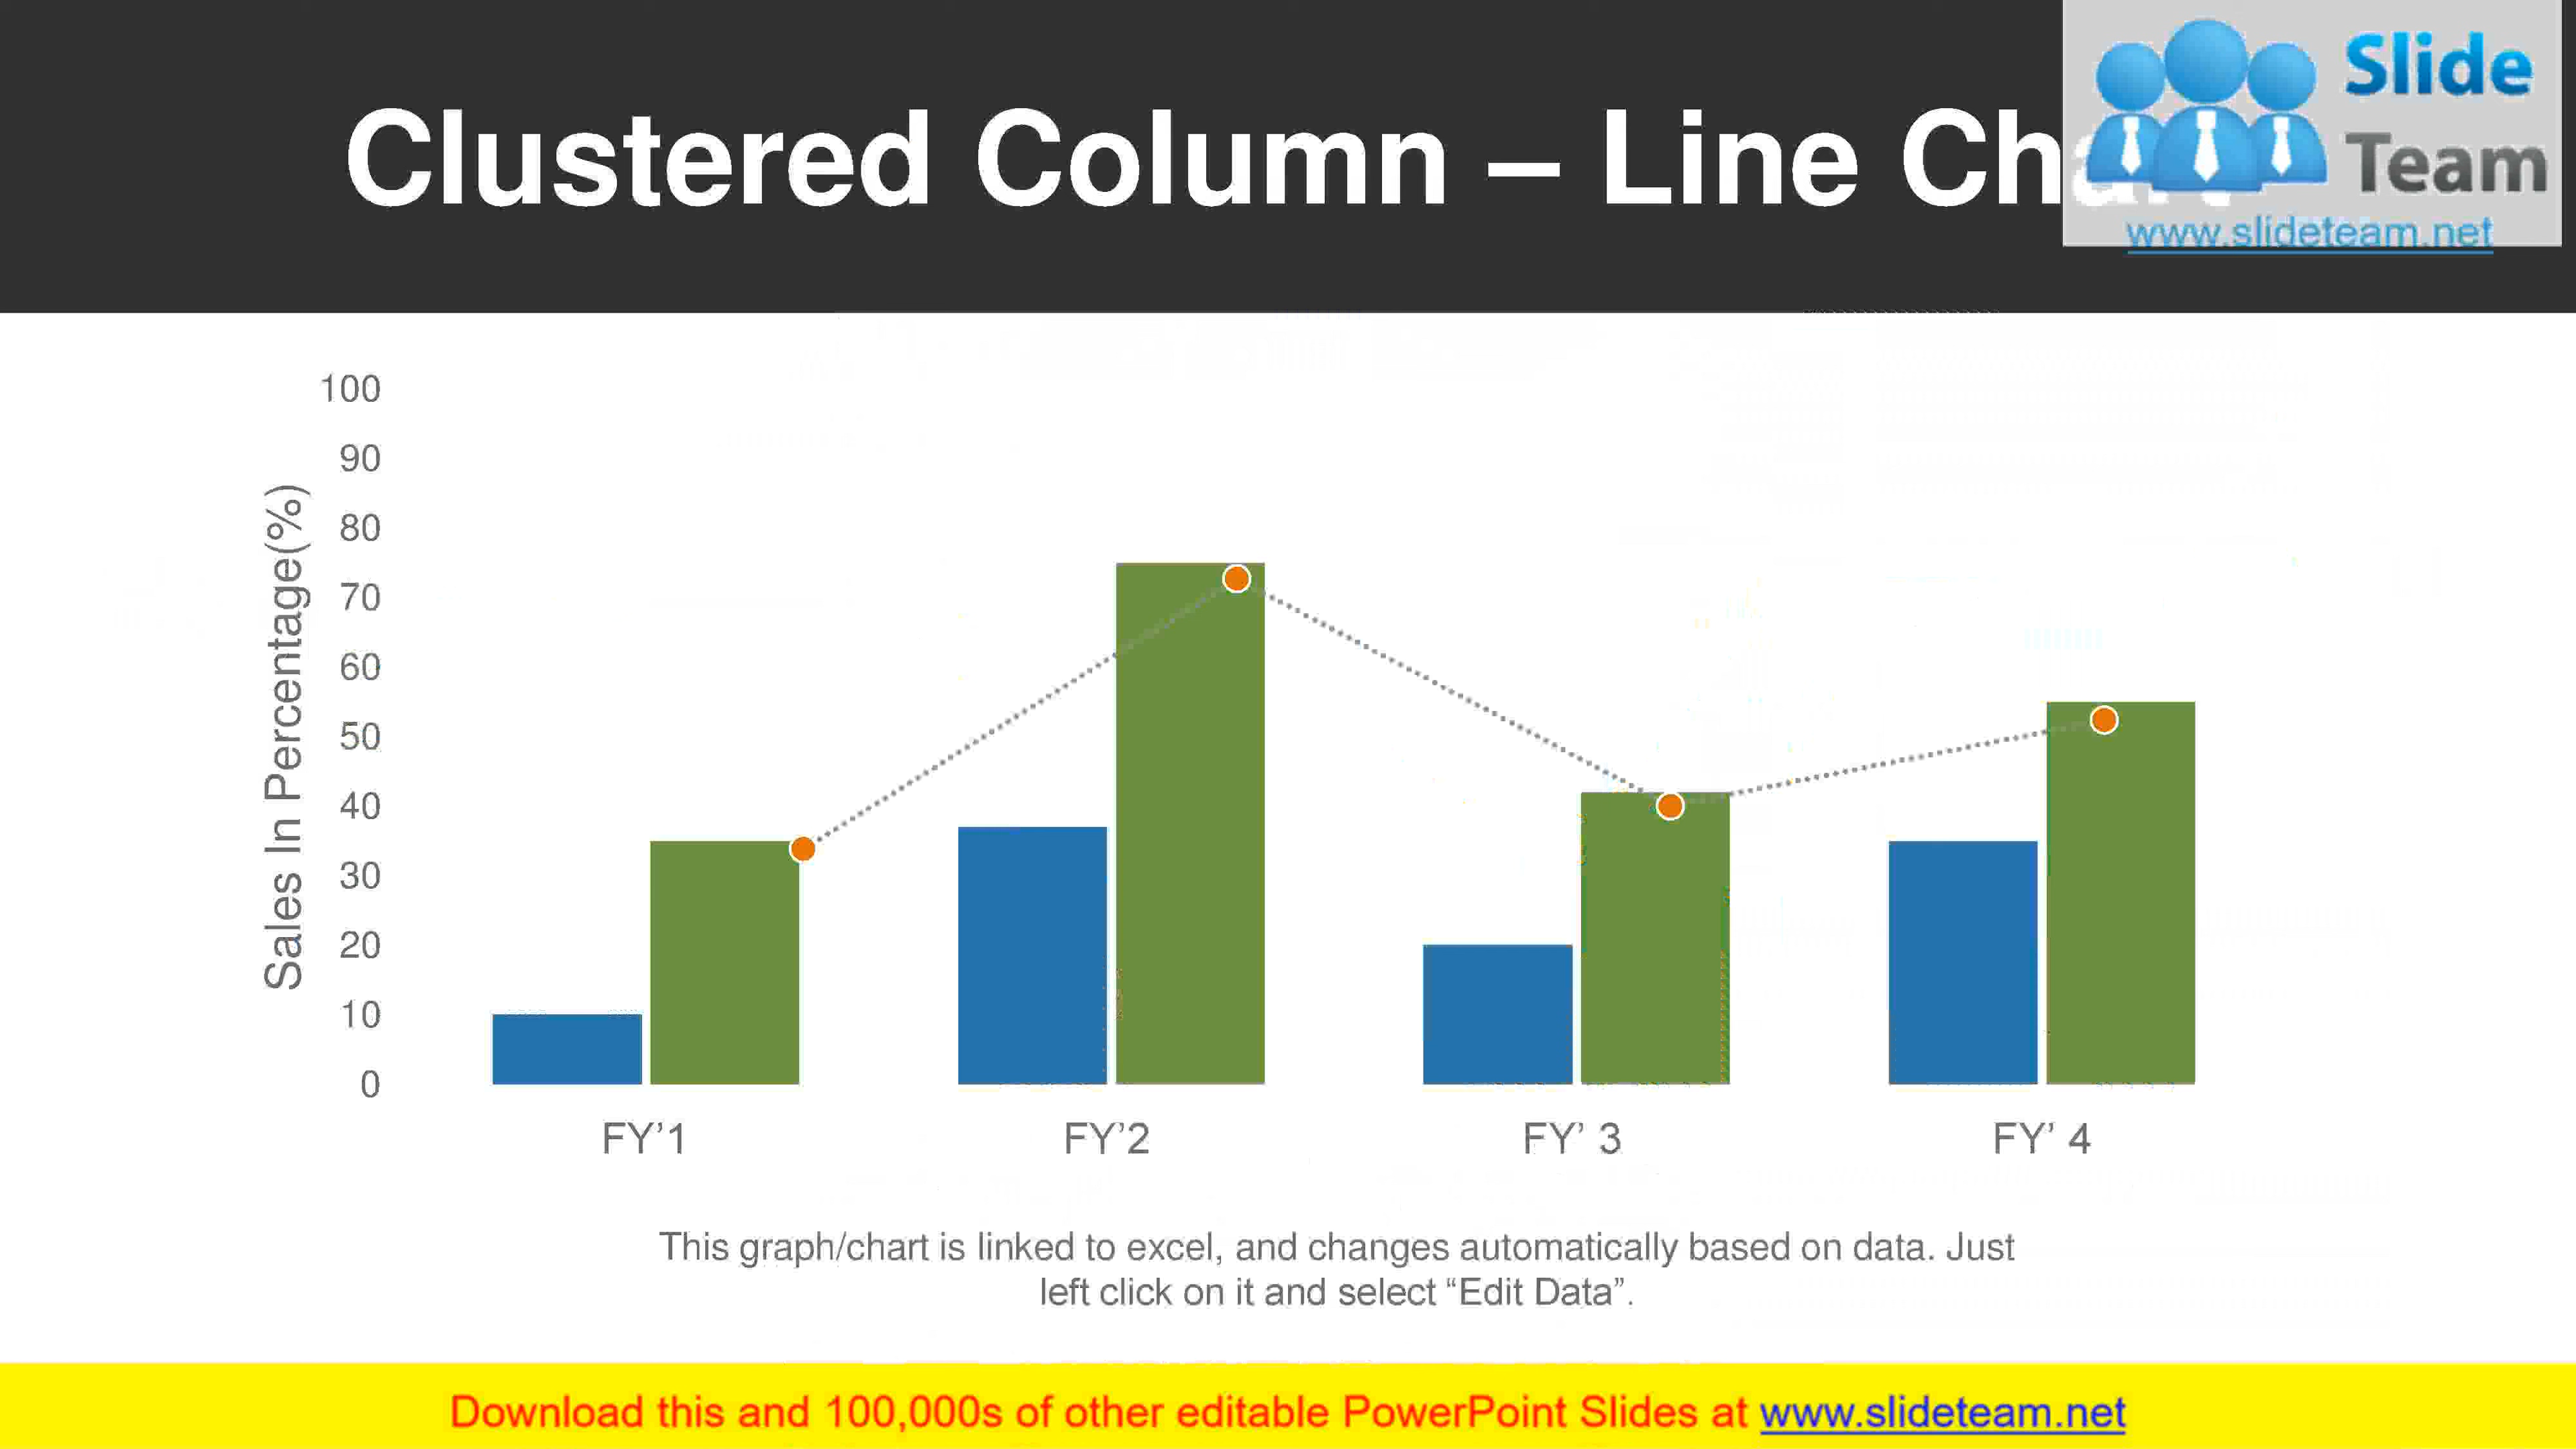 Clustered Column – Line Ch
Slide
Team
www.slideteam.net
100
90
80
70
60
50
40
30
20
10
0
Sales In Percentage(%)
FY’1
FY’2
FY’ 3
FY’ 4
This graph/chart is linked to excel, and changes automatically based on data. Just
left click on it and select “Edit Data”.
Download this and 100,000s of other editable PowerPoint Slides at www.slideteam.net